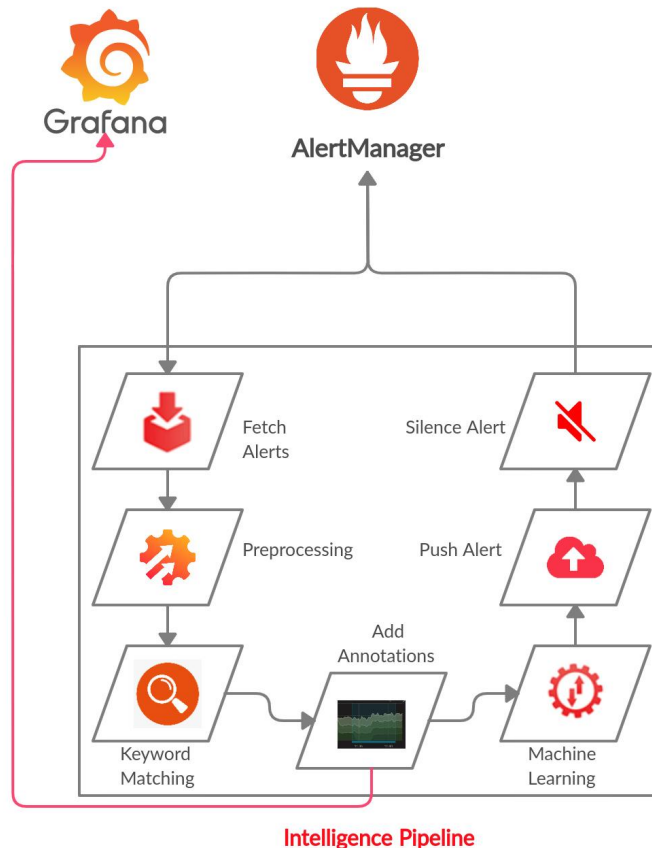 Grafana
AlertManager
Fetch
Alerts
Silence Alert
Preprocessing
Push Alert
Add
Annotations
Keyword
Matching
Machine
Learning
Intelligence Pipeline